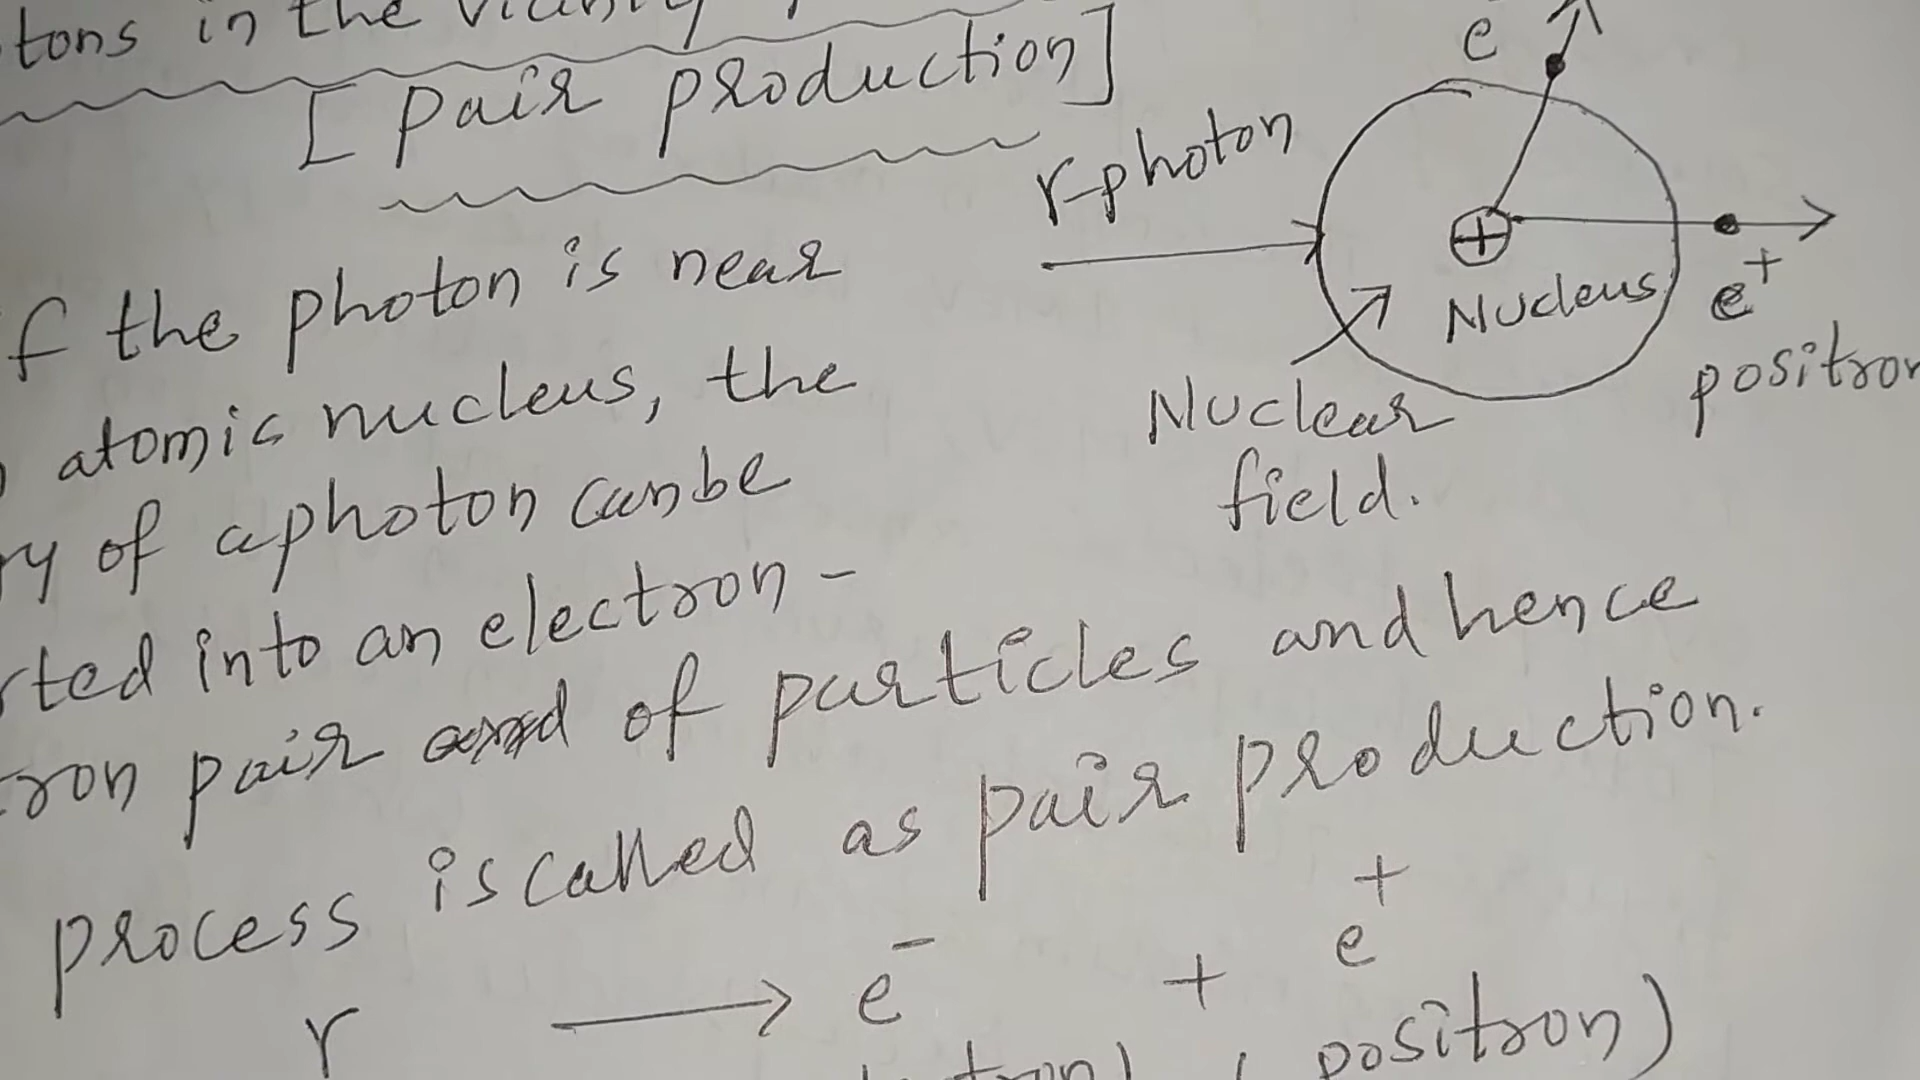 tons in the
[pair production]
e
γ-photon
Nucleus
e+
positron
Nuclear
field.
f the photon is near
atomic nucleus, the
y of a photon can be
rted into an electron-
tron pair and of particles and hence
process is called as pair production.
γ → e- + e+
tron) (positron)